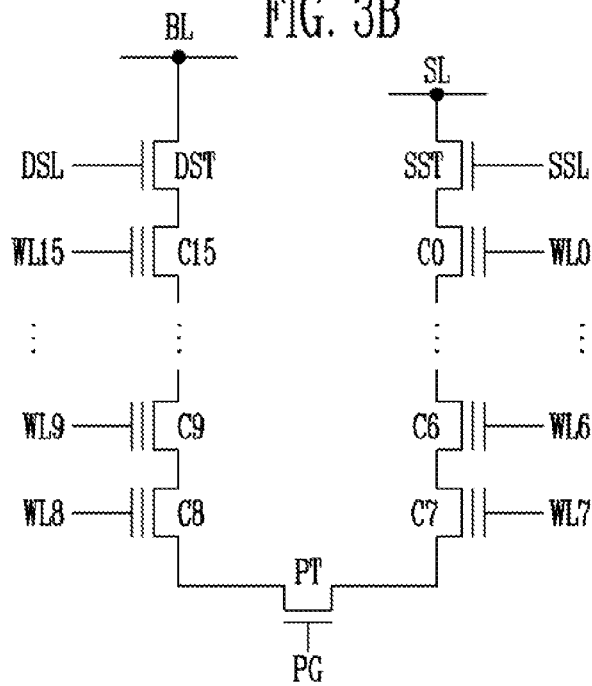 FIG. 3B
BL
SL
DSL DST SST SSL
WL15 C15 C0 WL0
WL9 C9 C6 WL6
WL8 C8 C7 WL7
PT
PG